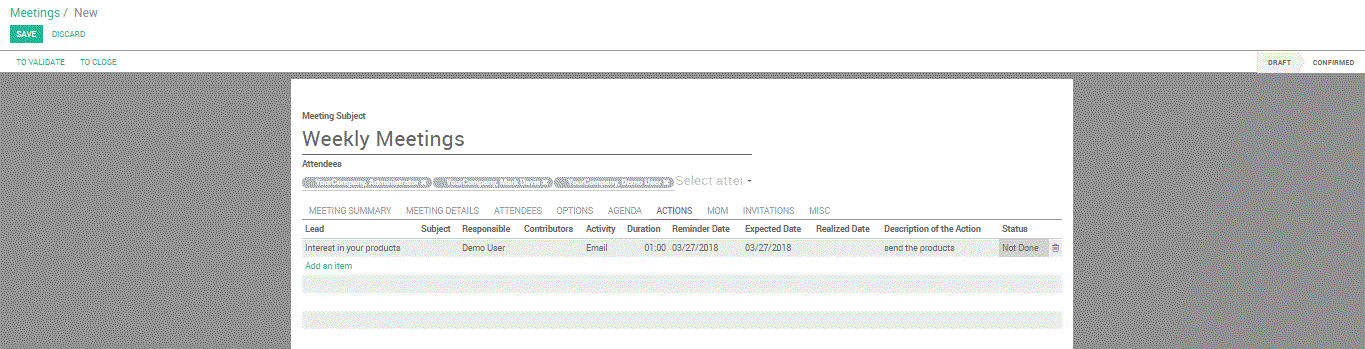 Meetings / New
SAVE DISCARD
TO VALIDATE TO CLOSE DRAFT CONFIRMED
Meeting Subject
Weekly Meetings
Attendees
YourCompany, Administrator × YourCompany, Mark Demo × YourCompany, Demo User × Select atter
MEETING SUMMARY MEETING DETAILS ATTENDEES OPTIONS AGENDA ACTIONS MOM INVITATIONS MISC
Lead Subject Responsible Contributors Activity Duration Reminder Date Expected Date Realized Date Description of the Action Status
Interest in your products Demo User Email 01:00 03/27/2018 03/27/2018 send the products Not Done
Add an item